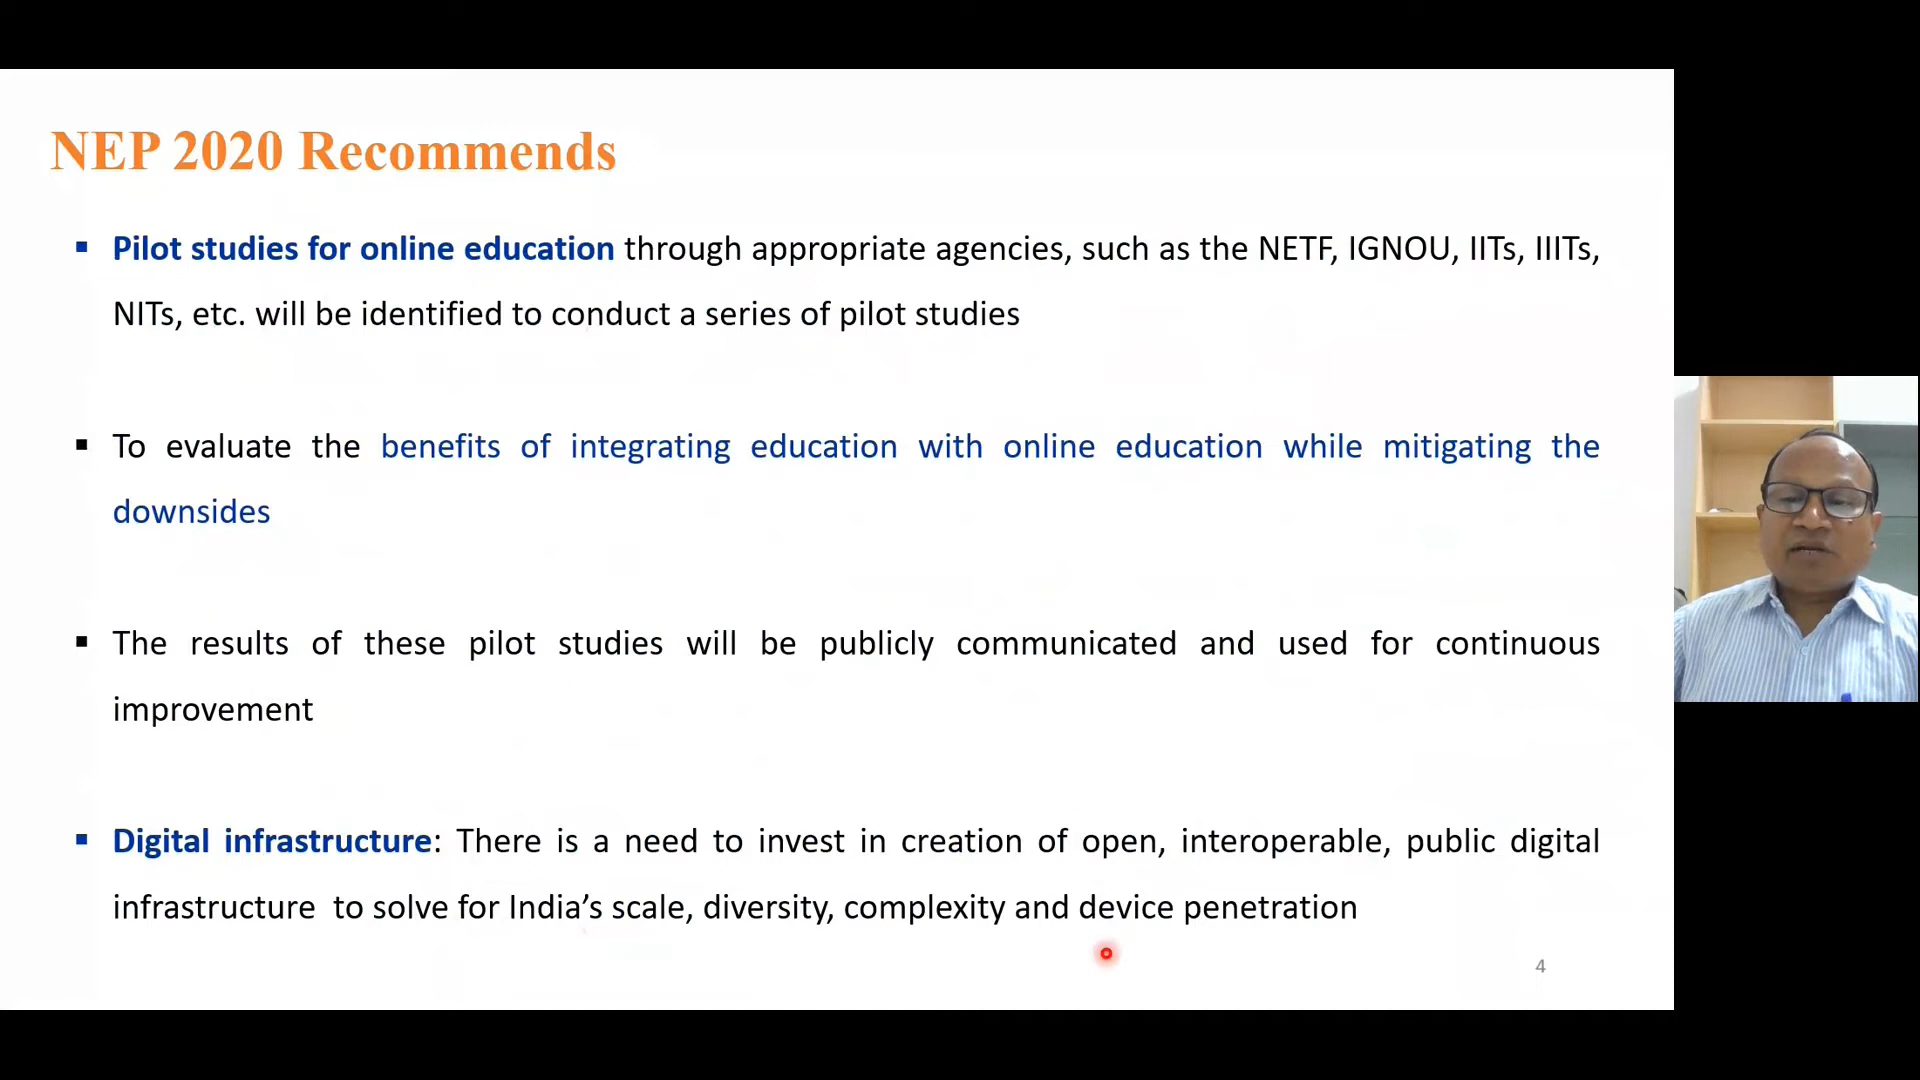 NEP 2020 Recommends
▪ Pilot studies for online education through appropriate agencies, such as the NETF, IGNOU, IITs, IIITs,
NITs, etc. will be identified to conduct a series of pilot studies
▪ To evaluate the benefits of integrating education with online education while mitigating the
downsides
▪ The results of these pilot studies will be publicly communicated and used for continuous
improvement
▪ Digital infrastructure: There is a need to invest in creation of open, interoperable, public digital
infrastructure to solve for India’s scale, diversity, complexity and device penetration
4